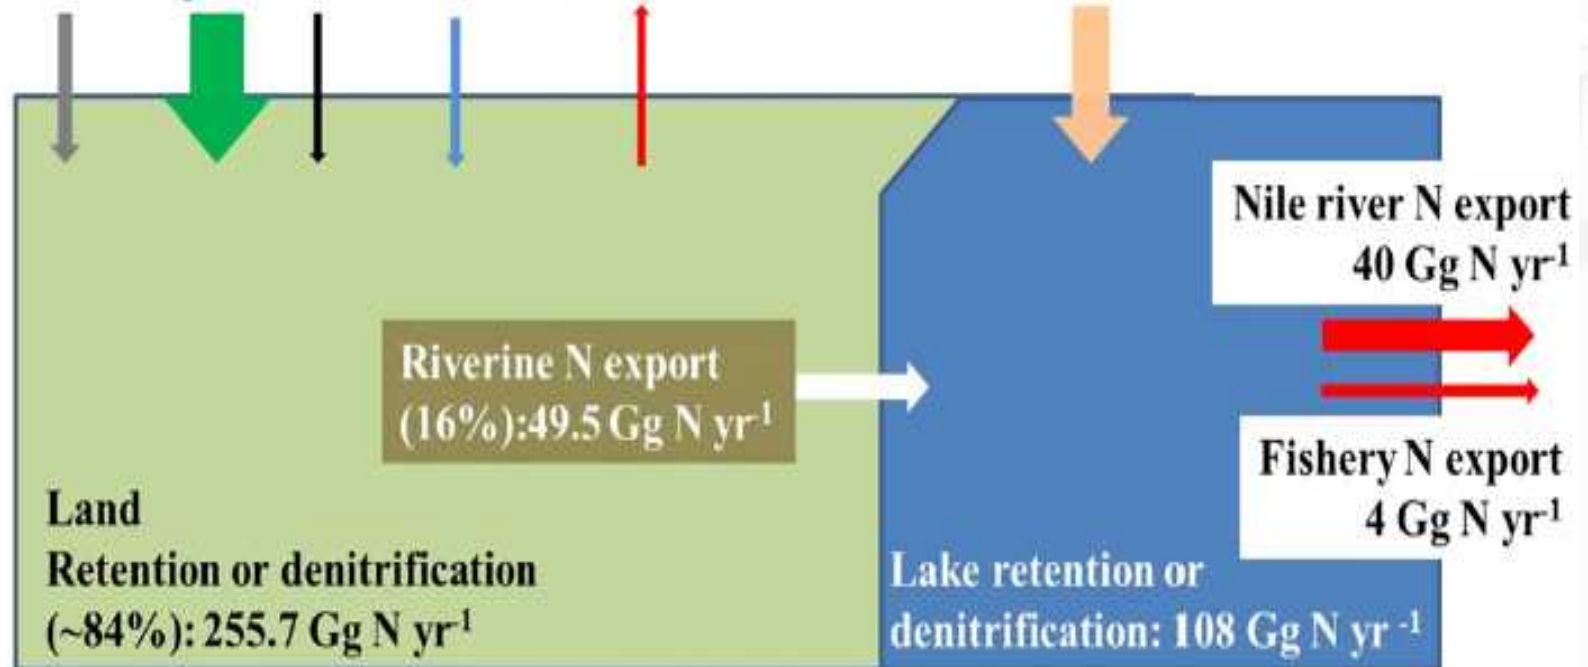 Nile river N export
40 Gg N yr⁻¹
Riverine N export
(16%):49.5 Gg N yr⁻¹
Fishery N export
4 Gg N yr⁻¹
Land
Retention or denitrification
(~84%): 255.7 Gg N yr⁻¹
Lake retention or
denitrification: 108 Gg N yr ⁻¹